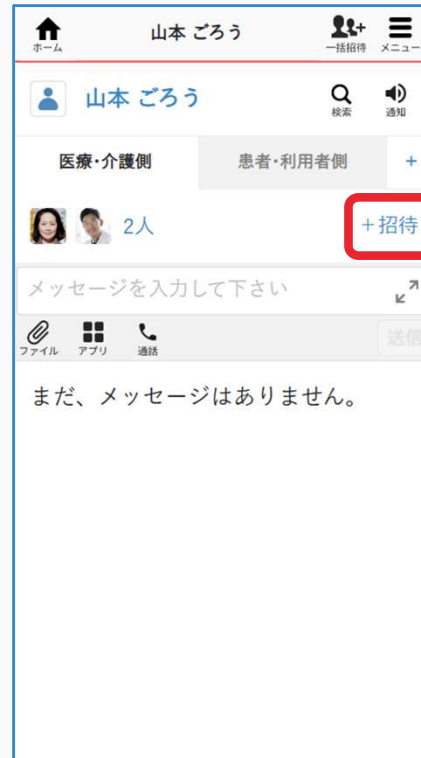 山本 ごろう
ホーム
一括招待
メニュー
山本 ごろう
検索
通知
医療・介護側
患者・利用者側
+
2人
+招待
メッセージを入力して下さい
ファイル
アプリ
通話
送信
まだ、メッセージはありません。